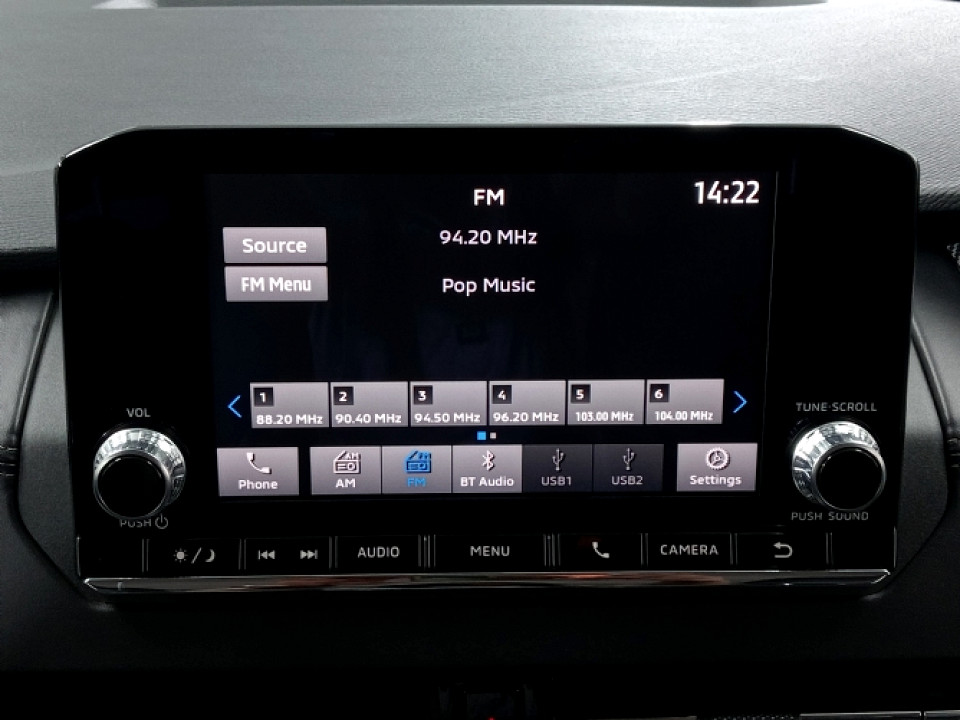 FM
14:22
94.20 MHz
Source
FM Menu
Pop Music
1
88.20 MHz
2
90.40 MHz
3
94.50 MHz
4
96.20 MHz
5
103.00 MHz
6
104.00 MHz
VOL
TUNE·SCROLL
Phone
AM
AM
FM
BT Audio
USB1
USB2
Settings
PUSH
PUSH SOUND
AUDIO
MENU
CAMERA